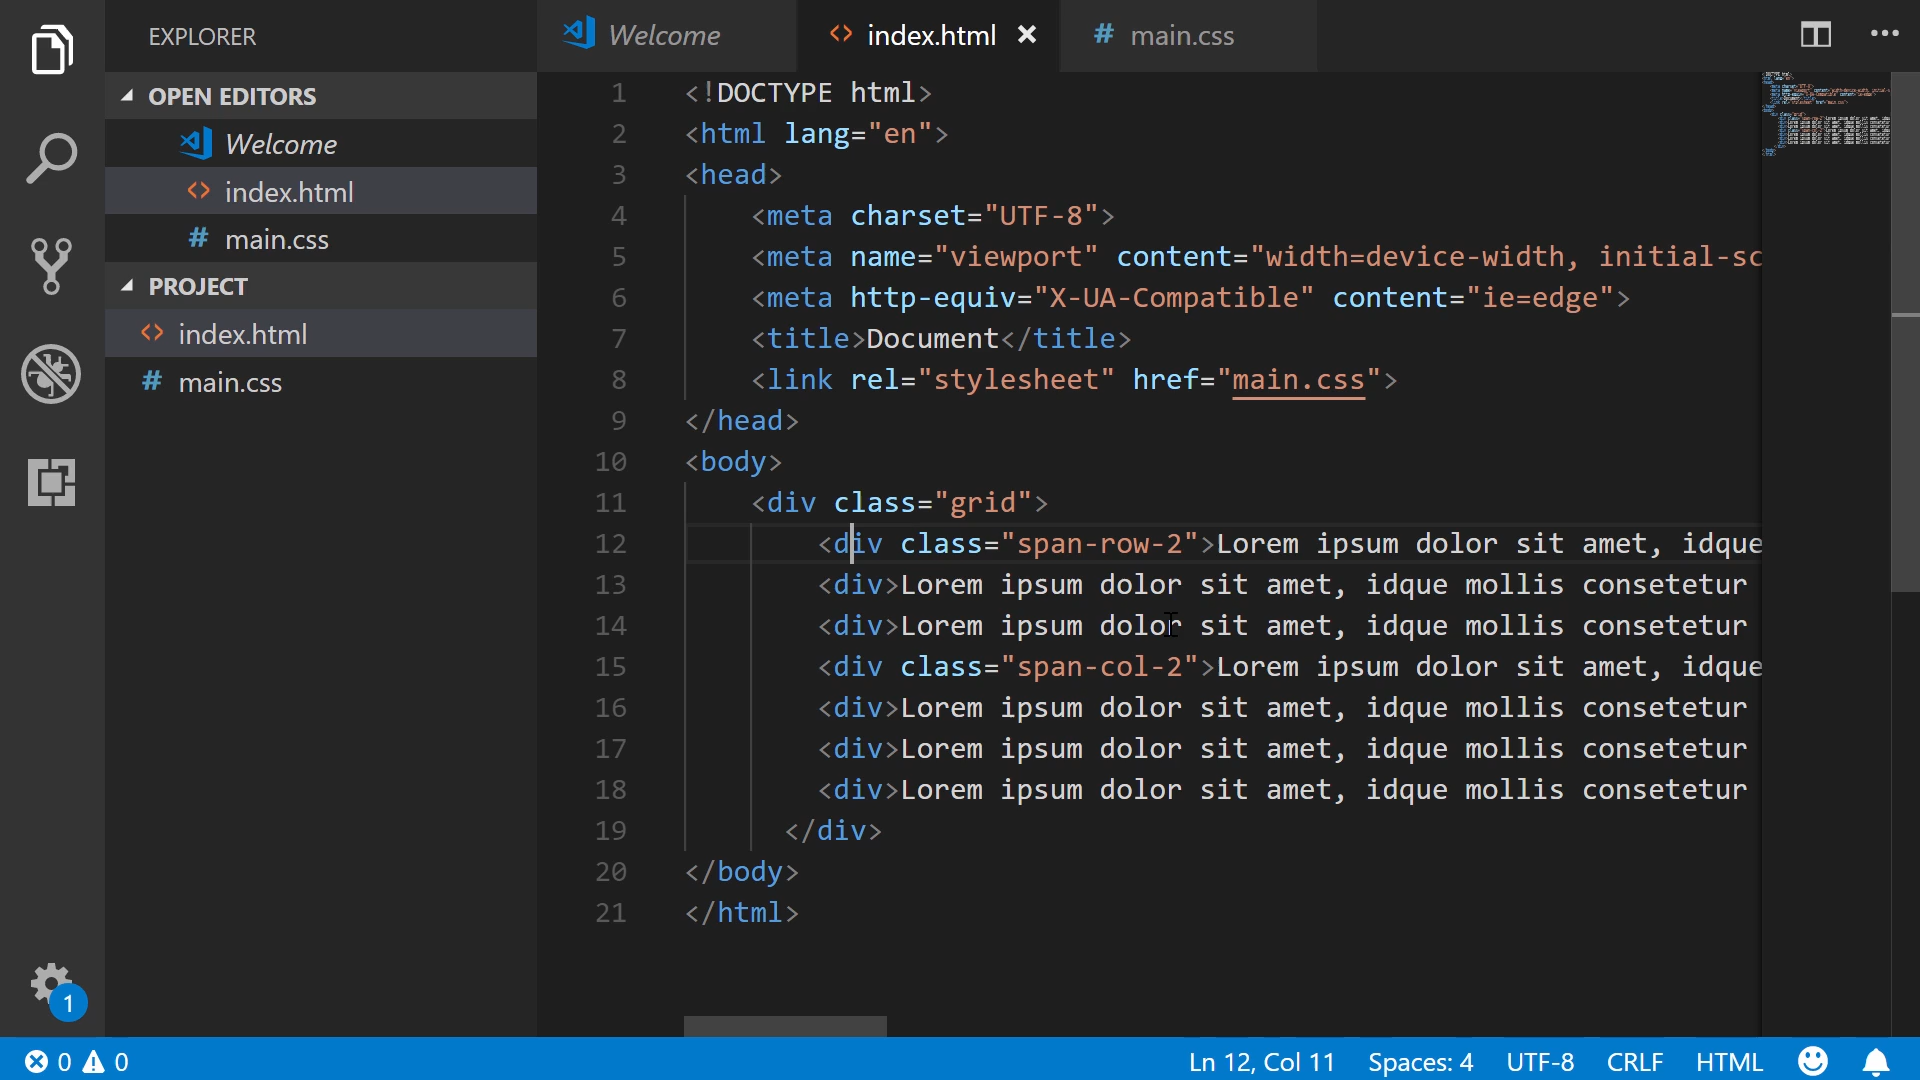 EXPLORER
OPEN EDITORS
Welcome
index.html
# main.css
PROJECT
index.html
# main.css
1
Welcome
index.html
# main.css
1 <!DOCTYPE html>
2 <html lang="en">
3 <head>
4 <meta charset="UTF-8">
5 <meta name="viewport" content="width=device-width, initial-sc
6 <meta http-equiv="X-UA-Compatible" content="ie=edge">
7 <title>Document</title>
8 <link rel="stylesheet" href="main.css">
9 </head>
10 <body>
11 <div class="grid">
12 <div class="span-row-2">Lorem ipsum dolor sit amet, idque
13 <div>Lorem ipsum dolor sit amet, idque mollis consetetur
14 <div>Lorem ipsum dolor sit amet, idque mollis consetetur
15 <div class="span-col-2">Lorem ipsum dolor sit amet, idque
16 <div>Lorem ipsum dolor sit amet, idque mollis consetetur
17 <div>Lorem ipsum dolor sit amet, idque mollis consetetur
18 <div>Lorem ipsum dolor sit amet, idque mollis consetetur
19 </div>
20 </body>
21 </html>
0 0 Ln 12, Col 11 Spaces: 4 UTF-8 CRLF HTML